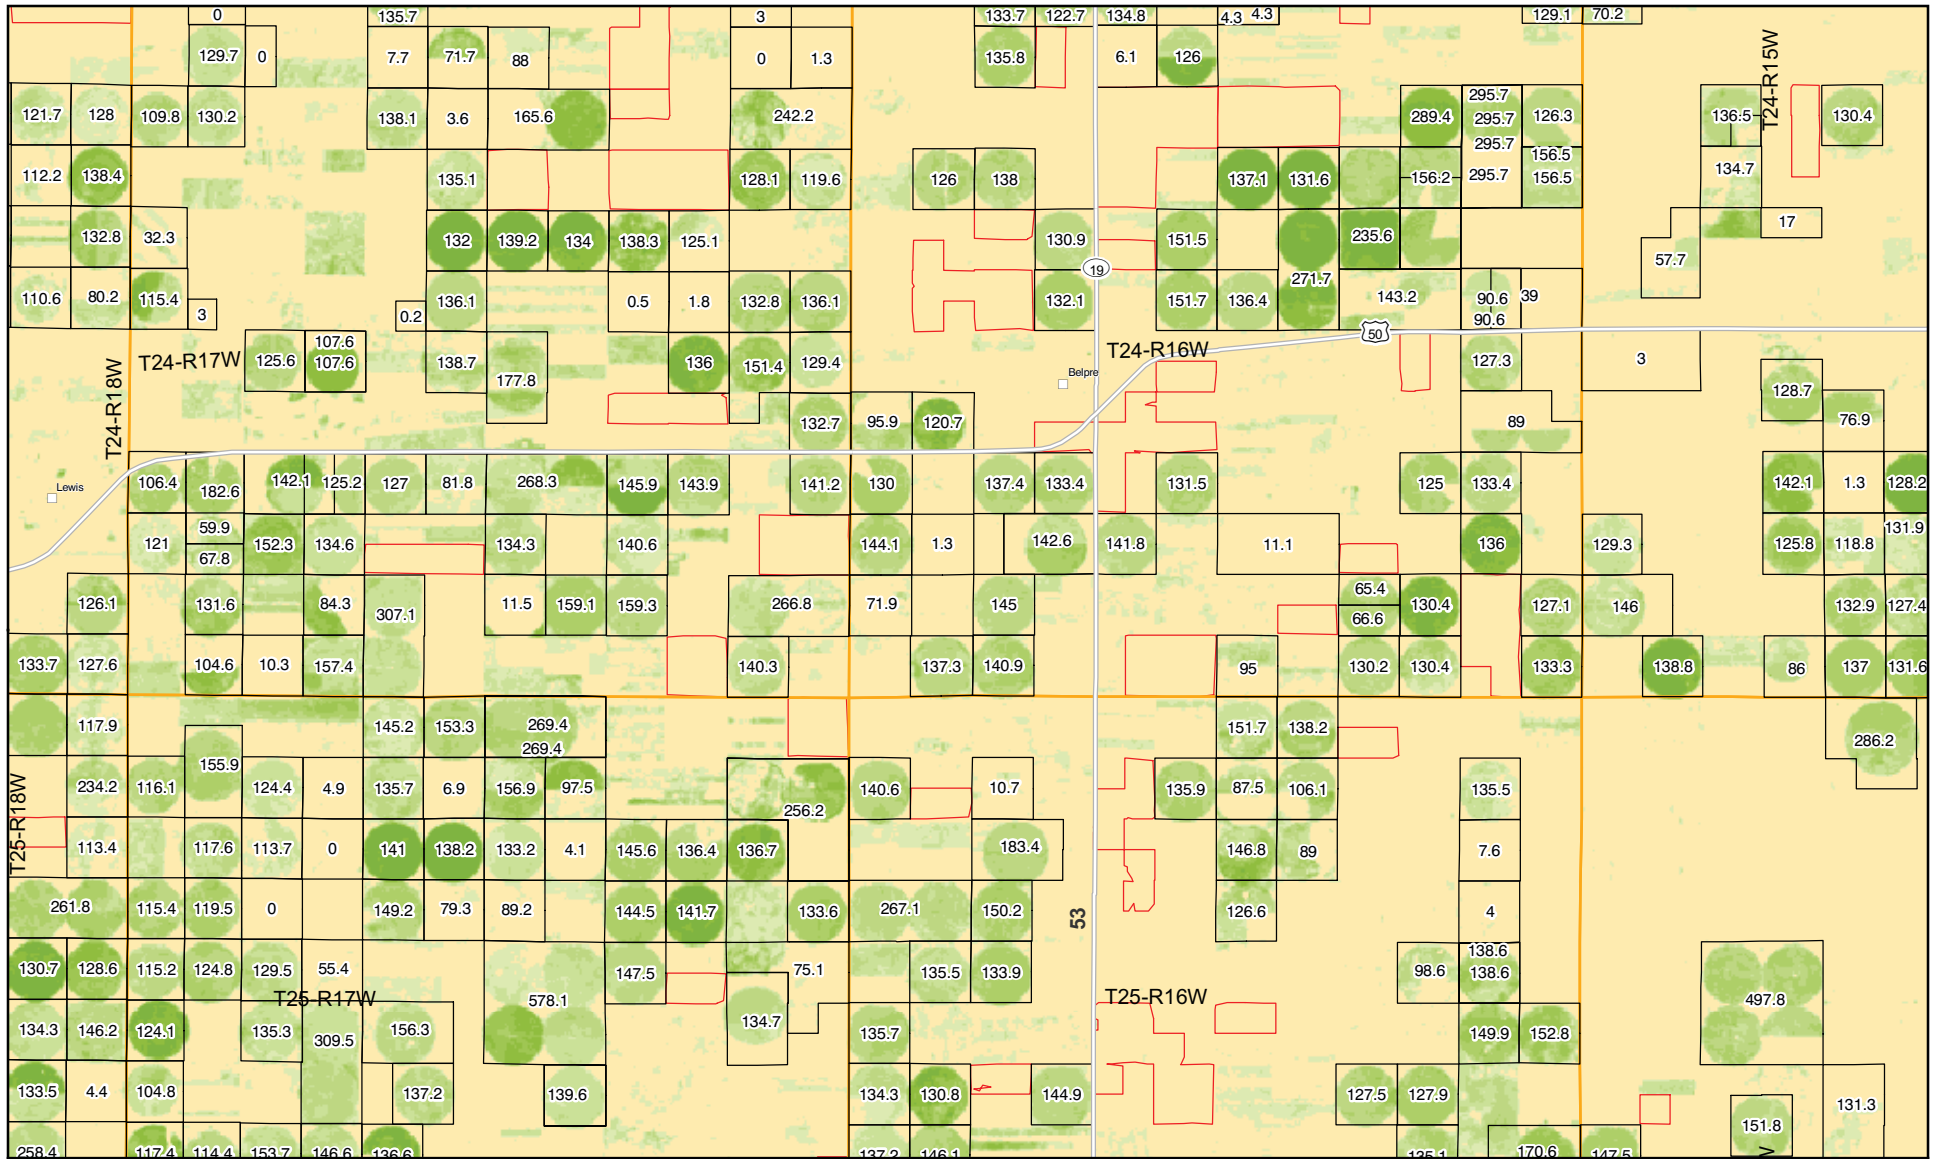 0 135.7 3 133.7 122.7 134.8 4.3 4.3 129.1 70.2
129.7 0 7.7 71.7 88 0 1.3 135.8 6.1 126
T24-R15W
121.7 128 109.8 130.2 138.1 3.6 165.6 242.2 289.4 295.7 295.7 126.3 136.5 130.4
295.7
112.2 138.4 135.1 128.1 119.6 126 138 137.1 131.6 156.2 295.7 156.5 156.5 134.7
132.8 32.3 132 139.2 134 138.3 125.1 130.9 151.5 235.6 17
57.7
19
110.6 80.2 115.4 3 0.2 136.1 0.5 1.8 132.8 136.1 132.1 151.7 136.4 271.7 143.2 90.6 39
90.6
50
T24-R18W T24-R17W 125.6 107.6 107.6 138.7 177.8 136 151.4 129.4 T24-R16W 127.3 3
Belpre
128.7
132.7 95.9 120.7 89 76.9
Lewis
106.4 182.6 142.1 125.2 127 81.8 268.3 145.9 143.9 141.2 130 137.4 133.4 131.5 125 133.4 142.1 1.3 128.2
121 59.9 67.8 152.3 134.6 134.3 140.6 144.1 1.3 142.6 141.8 11.1 136 129.3 125.8 118.8 131.9
126.1 131.6 84.3 307.1 11.5 159.1 159.3 266.8 71.9 145 65.4 66.6 130.4 127.1 146 132.9 127.4
133.7 127.6 104.6 10.3 157.4 140.3 137.3 140.9 95 130.2 130.4 133.3 138.8 86 137 131.6
117.9 145.2 153.3 269.4 269.4 151.7 138.2 286.2
155.9
T25-R18W
234.2 116.1 124.4 4.9 135.7 6.9 156.9 97.5 256.2 140.6 10.7 135.9 87.5 106.1 135.5
113.4 117.6 113.7 0 141 138.2 133.2 4.1 145.6 136.4 136.7 183.4 146.8 89 7.6
261.8 115.4 119.5 0 149.2 79.3 89.2 144.5 141.7 133.6 267.1 150.2 53 126.6 4
130.7 128.6 115.2 124.8 129.5 55.4 147.5 75.1 135.5 133.9 98.6 138.6 138.6
T25-R17W 578.1 T25-R16W 497.8
134.3 146.2 124.1 135.3 309.5 156.3 134.7 135.7 149.9 152.8
133.5 4.4 104.8 137.2 139.6 134.3 130.8 144.9 127.5 127.9 131.3
151.8
258.4 117.4 114.4 153.7 146.6 136.6 137.2 146.1 135.1 170.6 147.5
W